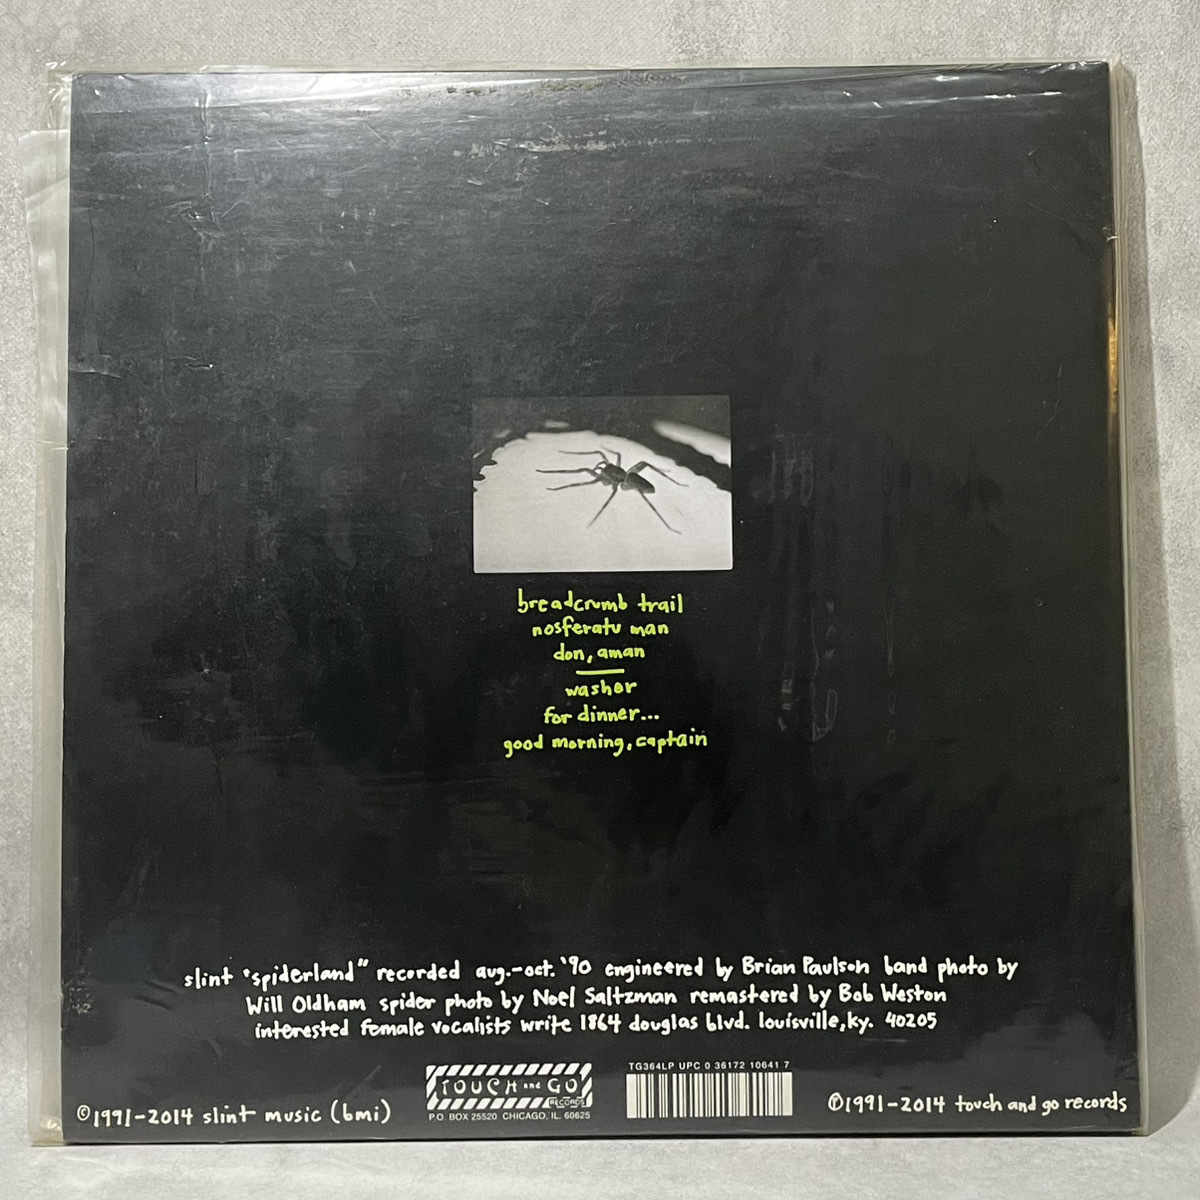 breadcrumb trail
nosferatu man
don, aman
washer
for dinner...
good morning, captain
slint "spiderland" recorded aug.-oct. '90 engineered by Brian Paulson band photo by
Will Oldham spider photo by Noel Saltzman remastered by Bob Weston
interested female vocalists write 1864 douglas blvd. louisville, ky. 40205
©1991-2014 slint music (bmi)
TOUCH and GO
RECORDS
P.O. BOX 25520 CHICAGO, IL. 60625
TG364LP UPC 0 36172 10641 7
℗1991-2014 touch and go records